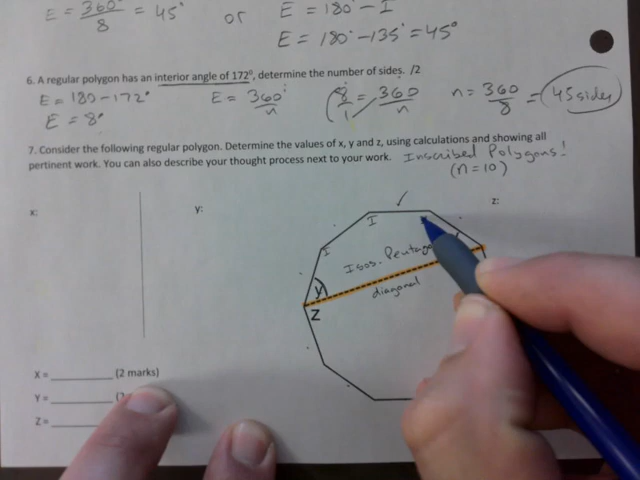 E = 360° / 8 = 45° or E = 180° - I
E = 180° - 135° = 45°
6. A regular polygon has an interior angle of 172°, determine the number of sides. /2
E = 180 - 172° E = 360° / n 8 / 1 = 360 / n n = 360 / 8 = 45 sides
E = 8°
7. Consider the following regular polygon. Determine the values of x, y and z, using calculations and showing all
pertinent work. You can also describe your thought process next to your work. Inscribed Polygons!
(n = 10)
x: y: z:
I
I
Isos. Pentago
y
diagonal
z
X = ________ (2 marks)
Y = ________
Z = ________